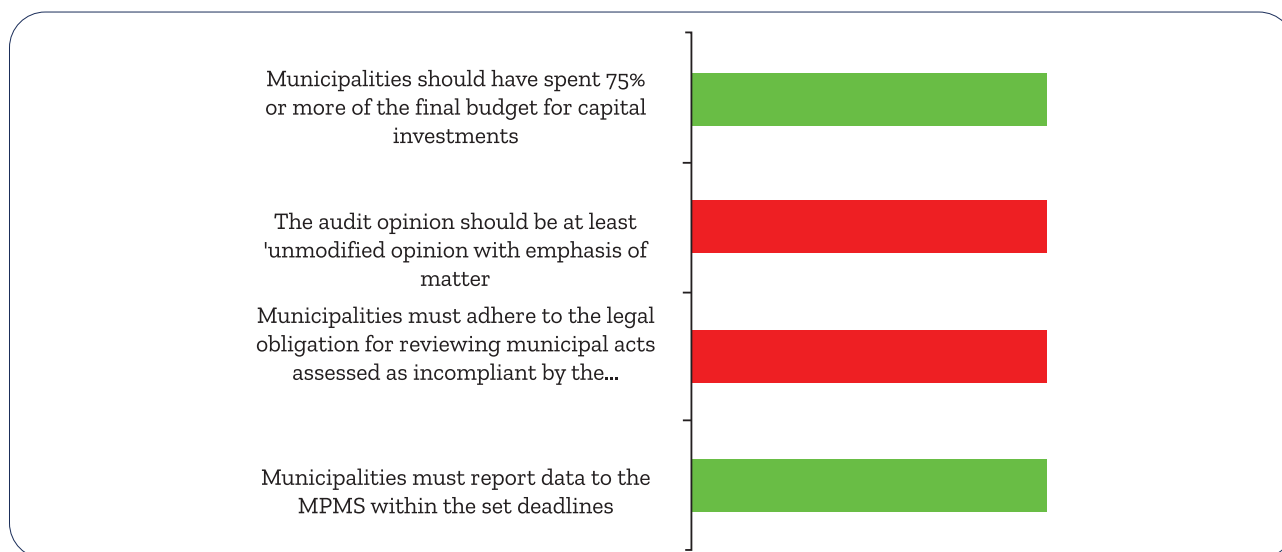 Municipalities should have spent 75%
or more of the final budget for capital
investments
The audit opinion should be at least
'unmodified opinion with emphasis of
matter
Municipalities must adhere to the legal
obligation for reviewing municipal acts
assessed as incompliant by the...
Municipalities must report data to the
MPMS within the set deadlines